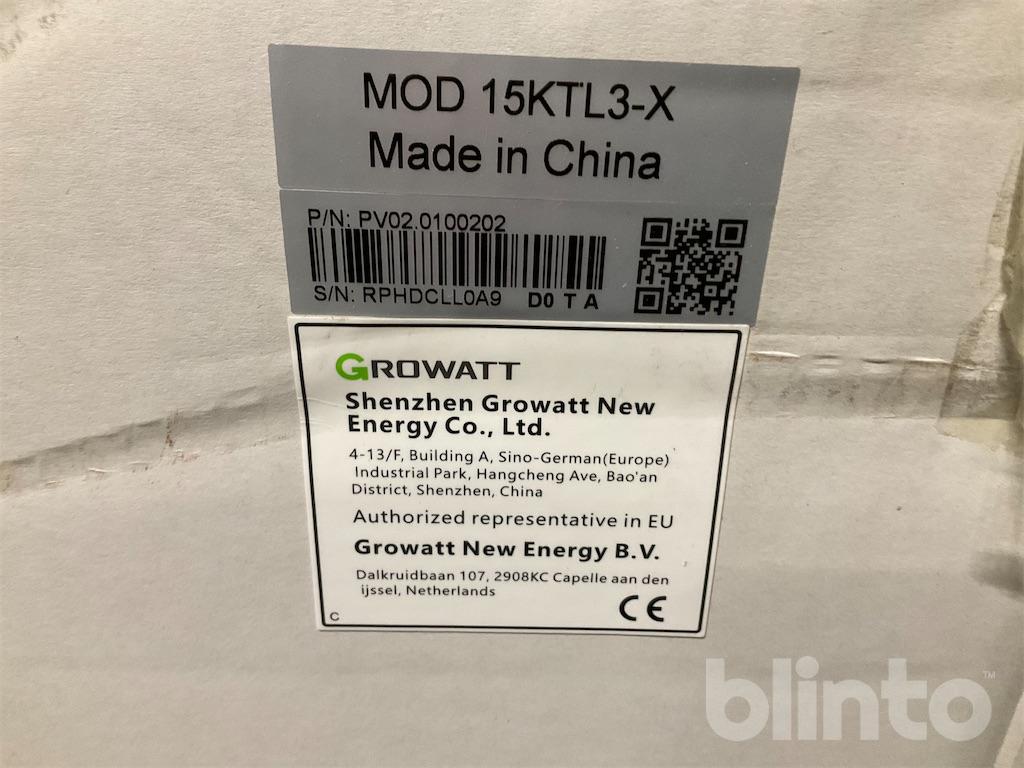 MOD 15KTL3-X
Made in China
P/N: PV02.0100202
S/N: RPHDCLL0A9 D0 T A
GROWATT
Shenzhen Growatt New
Energy Co., Ltd.
4-13/F, Building A, Sino-German(Europe)
Industrial Park, Hangcheng Ave, Bao'an
District, Shenzhen, China
Authorized representative in EU
Growatt New Energy B.V.
Dalkruidbaan 107, 2908KC Capelle aan den
ijssel, Netherlands
C CE
blinto™